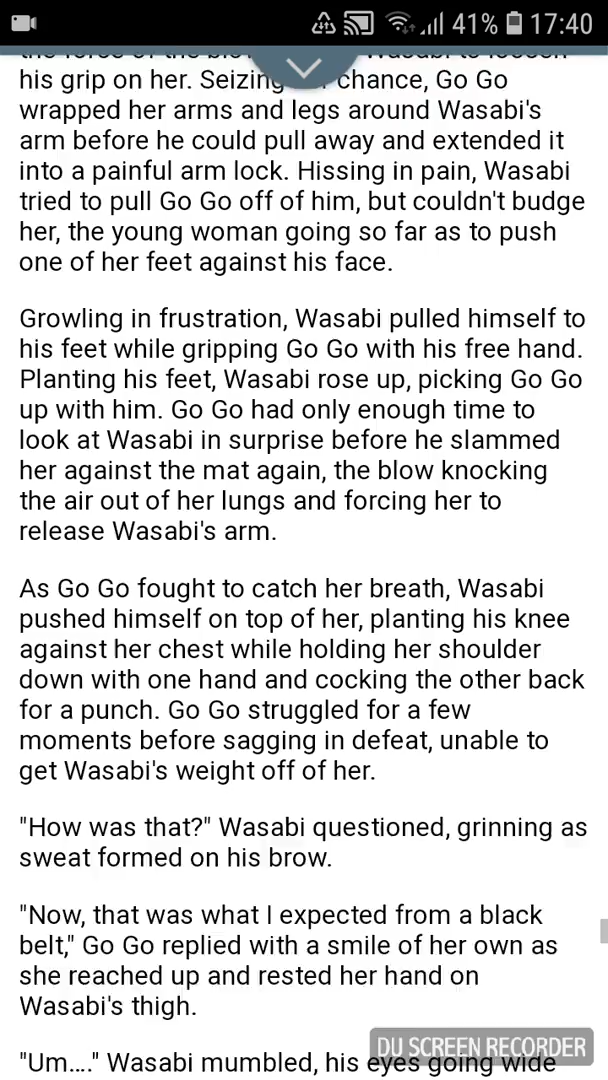 41% 17:40
his grip on her. Seizing chance, Go Go
wrapped her arms and legs around Wasabi's
arm before he could pull away and extended it
into a painful arm lock. Hissing in pain, Wasabi
tried to pull Go Go off of him, but couldn't budge
her, the young woman going so far as to push
one of her feet against his face.
Growling in frustration, Wasabi pulled himself to
his feet while gripping Go Go with his free hand.
Planting his feet, Wasabi rose up, picking Go Go
up with him. Go Go had only enough time to
look at Wasabi in surprise before he slammed
her against the mat again, the blow knocking
the air out of her lungs and forcing her to
release Wasabi's arm.
As Go Go fought to catch her breath, Wasabi
pushed himself on top of her, planting his knee
against her chest while holding her shoulder
down with one hand and cocking the other back
for a punch. Go Go struggled for a few
moments before sagging in defeat, unable to
get Wasabi's weight off of her.
"How was that?" Wasabi questioned, grinning as
sweat formed on his brow.
"Now, that was what I expected from a black
belt," Go Go replied with a smile of her own as
she reached up and rested her hand on
Wasabi's thigh.
DU SCREEN RECORDER
"Um...." Wasabi mumbled, his eyes going wide